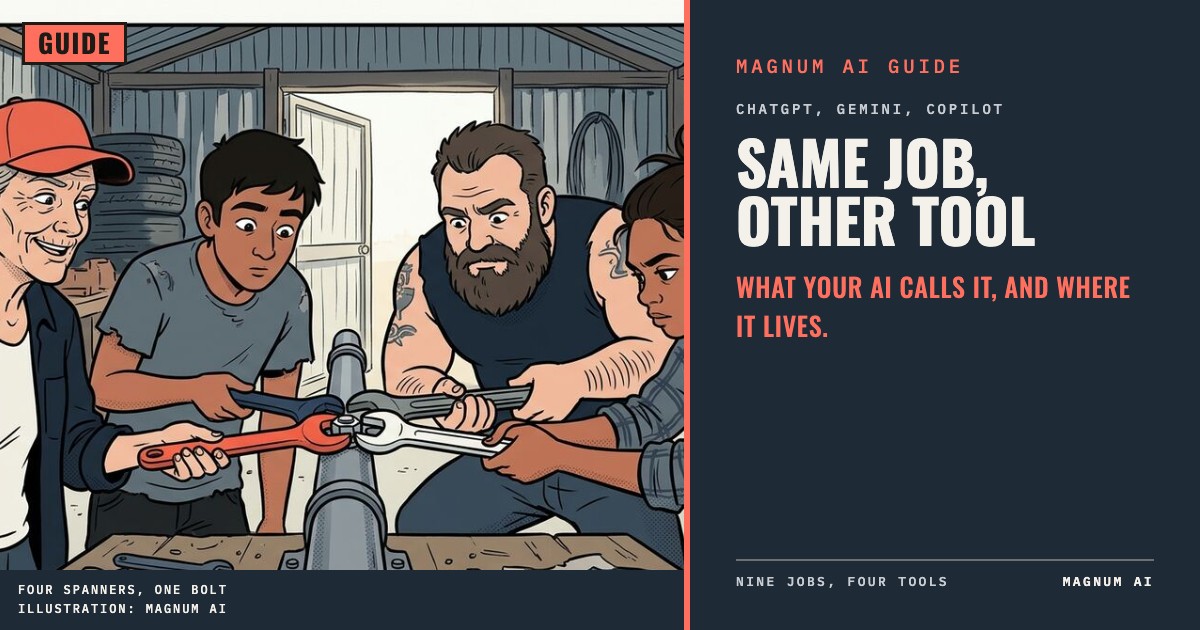 GUIDE
FOUR SPANNERS, ONE BOLT
ILLUSTRATION: MAGNUM AI
MAGNUM AI GUIDE
CHATGPT, GEMINI, COPILOT
SAME JOB,
OTHER TOOL
WHAT YOUR AI CALLS IT, AND WHERE
IT LIVES.
NINE JOBS, FOUR TOOLS
MAGNUM AI